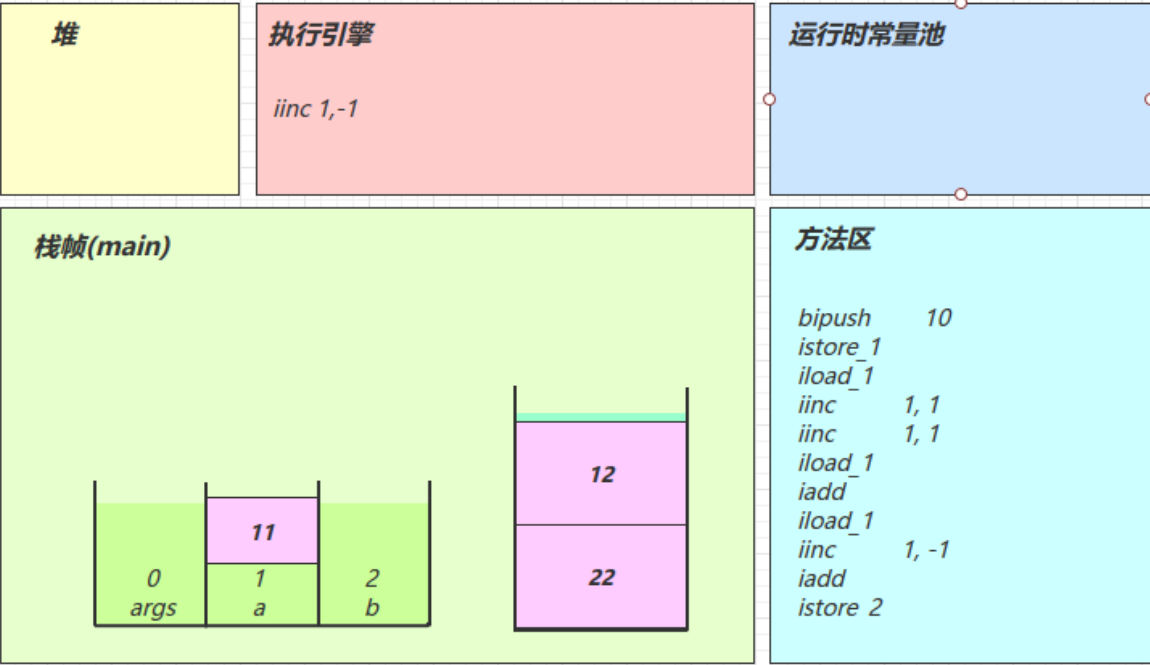 堆
执行引擎
iinc 1,-1
运行时常量池
栈帧(main)
12
22
11
0
1
2
args
a
b
方法区
bipush 10
istore_1
iload_1
iinc 1, 1
iinc 1, 1
iload_1
iadd
iload_1
iinc 1, -1
iadd
istore 2